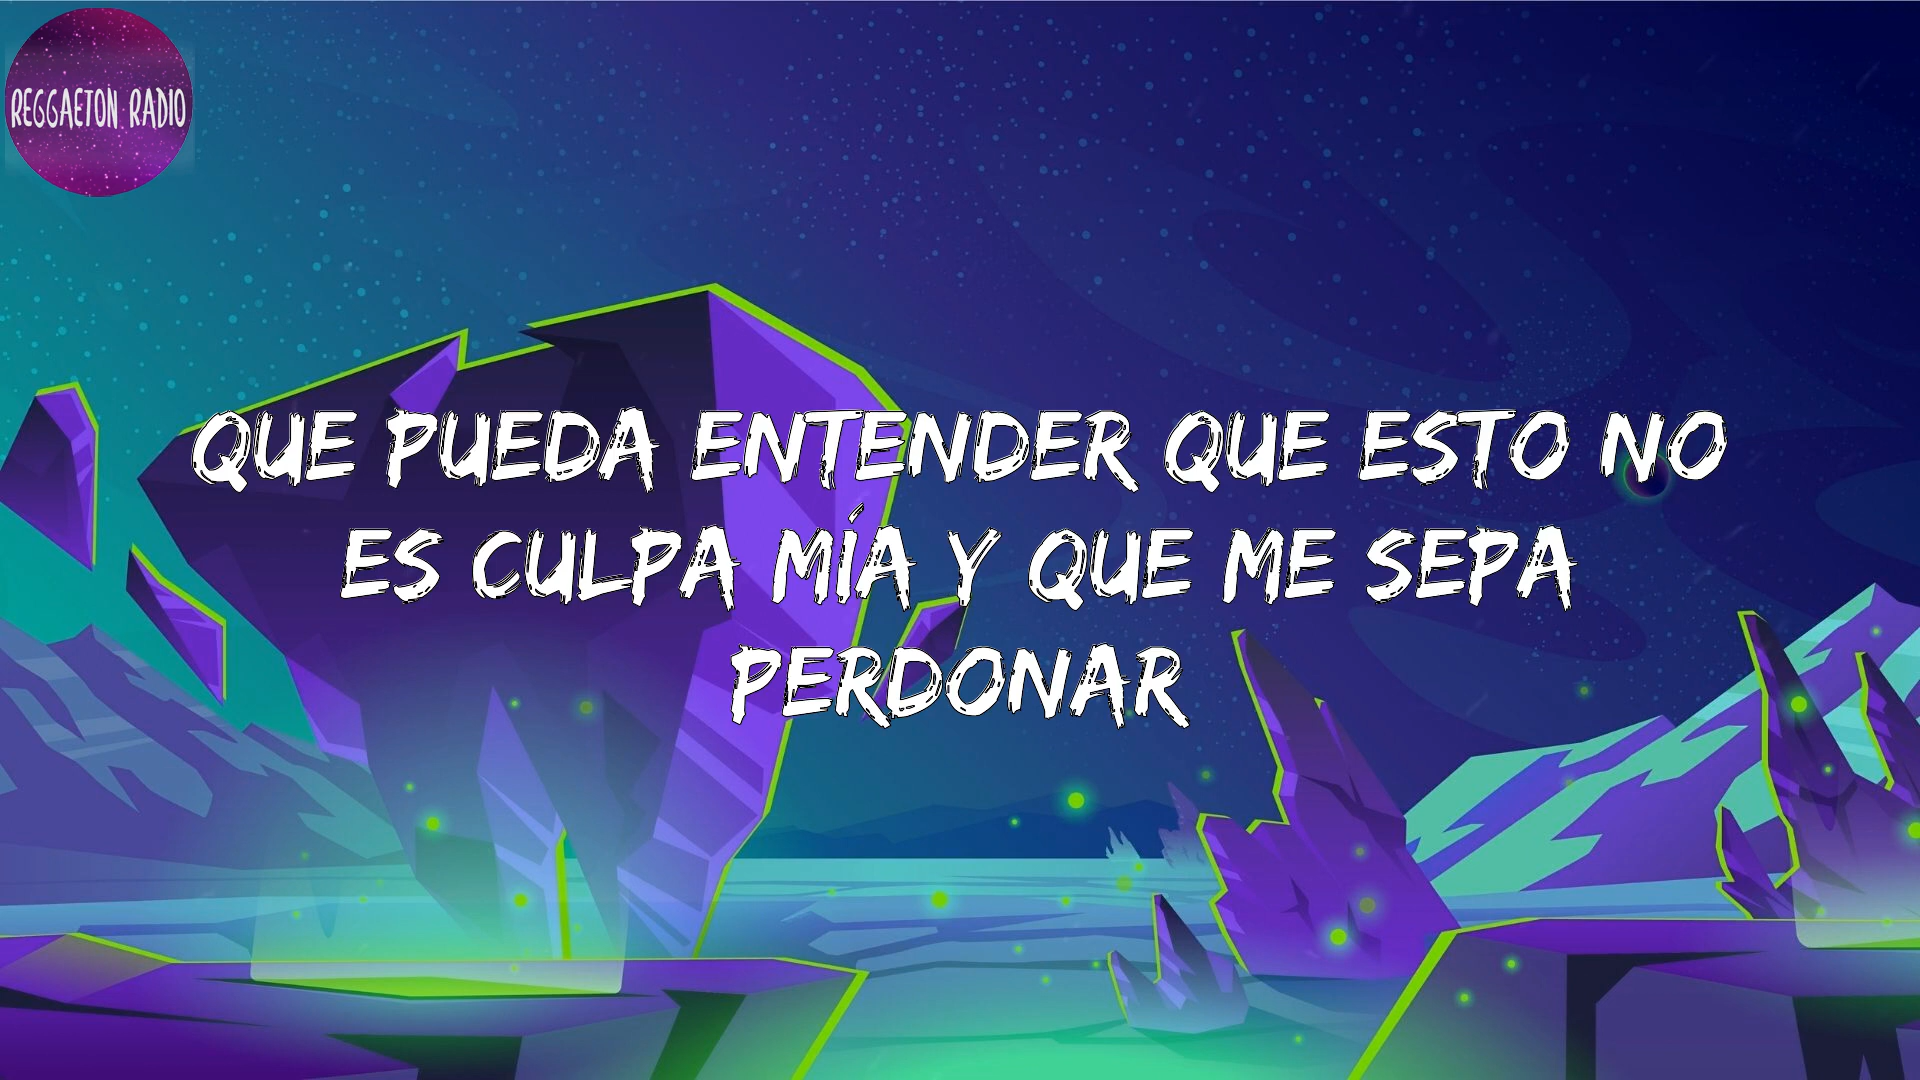 REGGAETON RADIO
QUE PUEDA ENTENDER QUE ESTO NO
ES CULPA MÍA Y QUE ME SEPA
PERDONAR